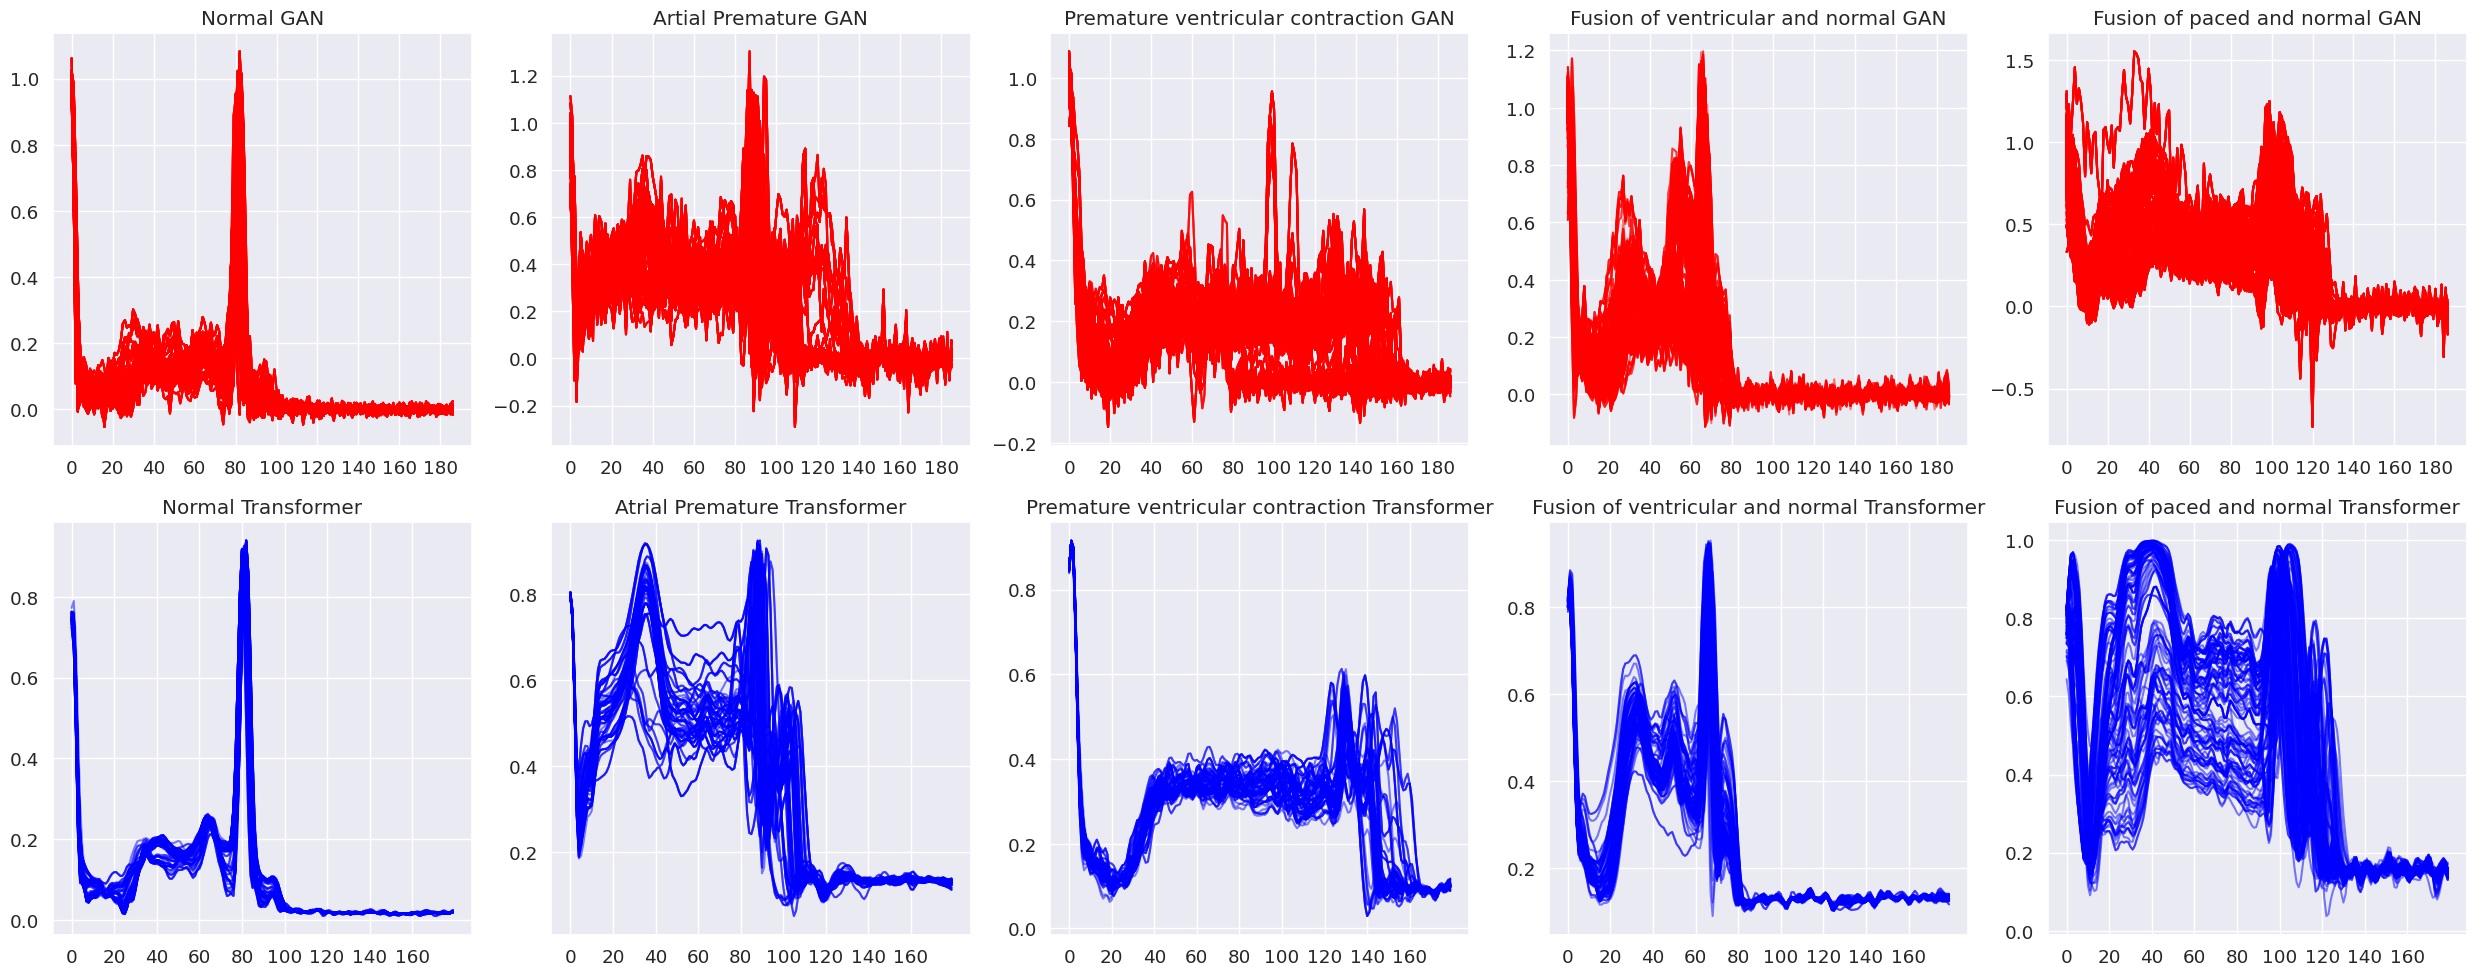 Normal GAN
Artial Premature GAN
Premature ventricular contraction GAN
Fusion of ventricular and normal GAN
Fusion of paced and normal GAN
1.0
0.8
0.6
0.4
0.2
0.0
0 20 40 60 80 100 120 140 160 180
1.2
1.0
0.8
0.6
0.4
0.2
0.0
−0.2
0 20 40 60 80 100 120 140 160 180
1.0
0.8
0.6
0.4
0.2
0.0
−0.2
0 20 40 60 80 100 120 140 160 180
1.2
1.0
0.8
0.6
0.4
0.2
0.0
0 20 40 60 80 100 120 140 160 180
1.5
1.0
0.5
0.0
−0.5
0 20 40 60 80 100 120 140 160 180
Normal Transformer
Atrial Premature Transformer
Premature ventricular contraction Transformer
Fusion of ventricular and normal Transformer
Fusion of paced and normal Transformer
0.8
0.6
0.4
0.2
0.0
0 20 40 60 80 100 120 140 160
0.8
0.6
0.4
0.2
0 20 40 60 80 100 120 140 160
0.8
0.6
0.4
0.2
0.0
0 20 40 60 80 100 120 140 160
0.8
0.6
0.4
0.2
0 20 40 60 80 100 120 140 160
1.0
0.8
0.6
0.4
0.2
0.0
0 20 40 60 80 100 120 140 160